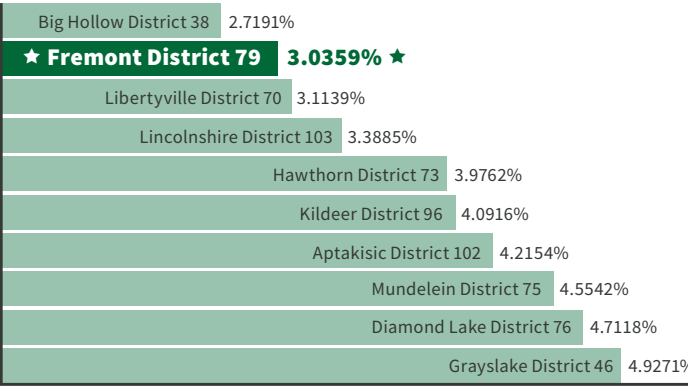 Big Hollow District 38 2.7191%
★ Fremont District 79 3.0359% ★
Libertyville District 70 3.1139%
Lincolnshire District 103 3.3885%
Hawthorn District 73 3.9762%
Kildeer District 96 4.0916%
Aptakisic District 102 4.2154%
Mundelein District 75 4.5542%
Diamond Lake District 76 4.7118%
Grayslake District 46 4.9271%